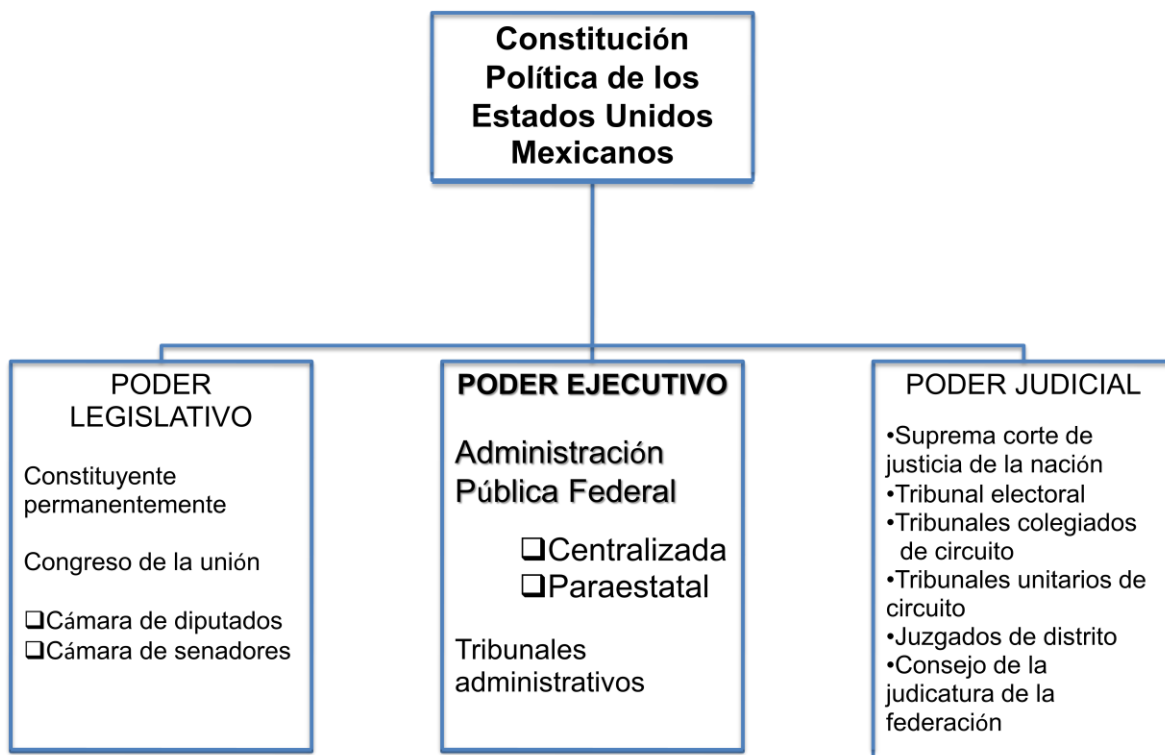 Constitución
Política de los
Estados Unidos
Mexicanos
PODER
LEGISLATIVO
Constituyente
permanentemente
Congreso de la unión
❑Cámara de diputados
❑Cámara de senadores
PODER EJECUTIVO
Administración
Pública Federal
❑Centralizada
❑Paraestatal
Tribunales
administrativos
PODER JUDICIAL
•Suprema corte de
justicia de la nación
•Tribunal electoral
•Tribunales colegiados
de circuito
•Tribunales unitarios de
circuito
•Juzgados de distrito
•Consejo de la
judicatura de la
federación